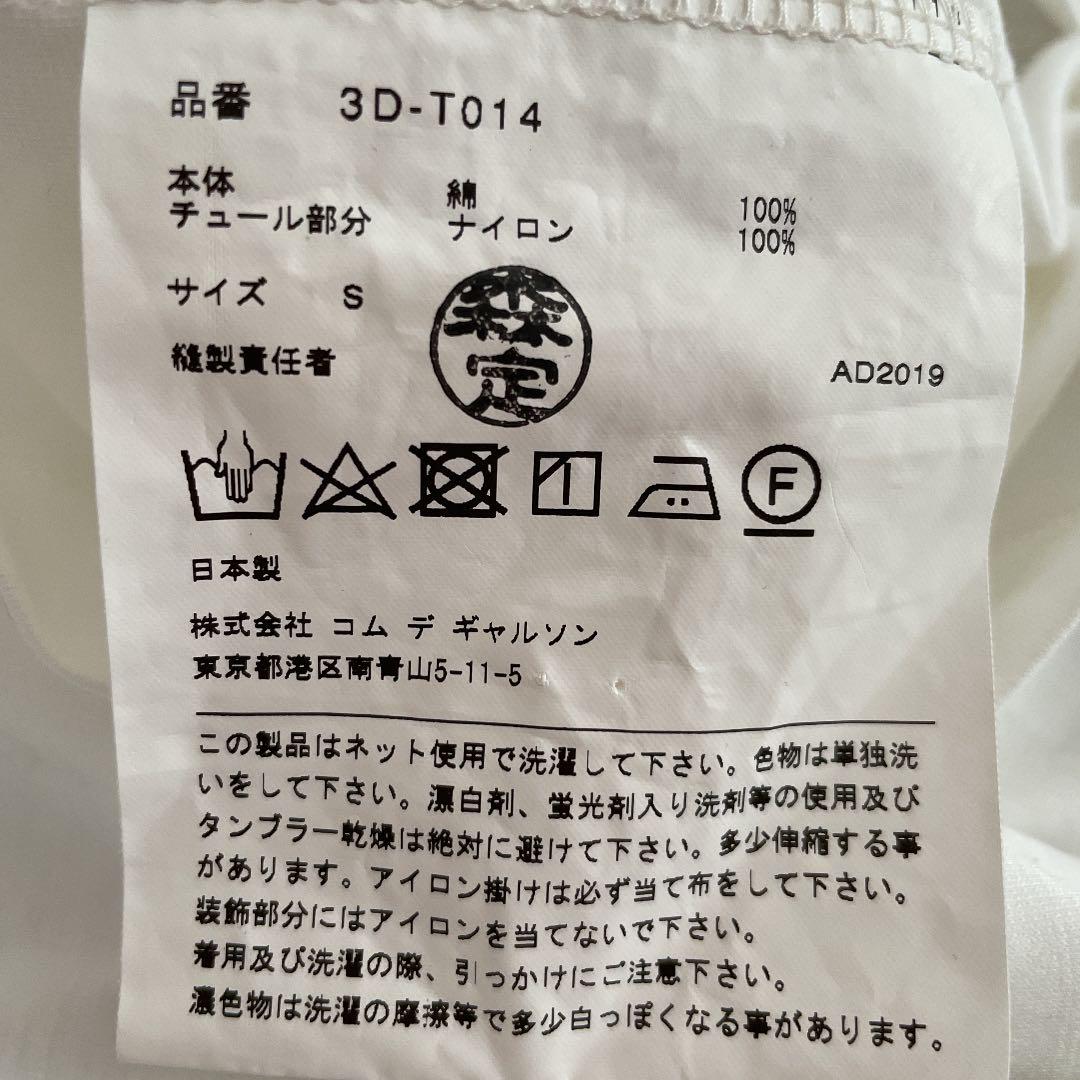 品番 3D-T014
本体 綿 100%
チュール部分 ナイロン 100%
サイズ S
森定
縫製責任者
AD2019
F
日本製
株式会社 コム デ ギャルソン
東京都港区南青山5-11-5
この製品はネット使用で洗濯して下さい。色物は単独洗
いをして下さい。漂白剤、蛍光剤入り洗剤等の使用及び
タンブラー乾燥は絶対に避けて下さい。多少伸縮する事
があります。アイロン掛けは必ず当て布をして下さい。
装飾部分にはアイロンを当てないで下さい。
着用及び洗濯の際、引っかけにご注意下さい。
濃色物は洗濯の摩擦等で多少白っぽくなる事があります。